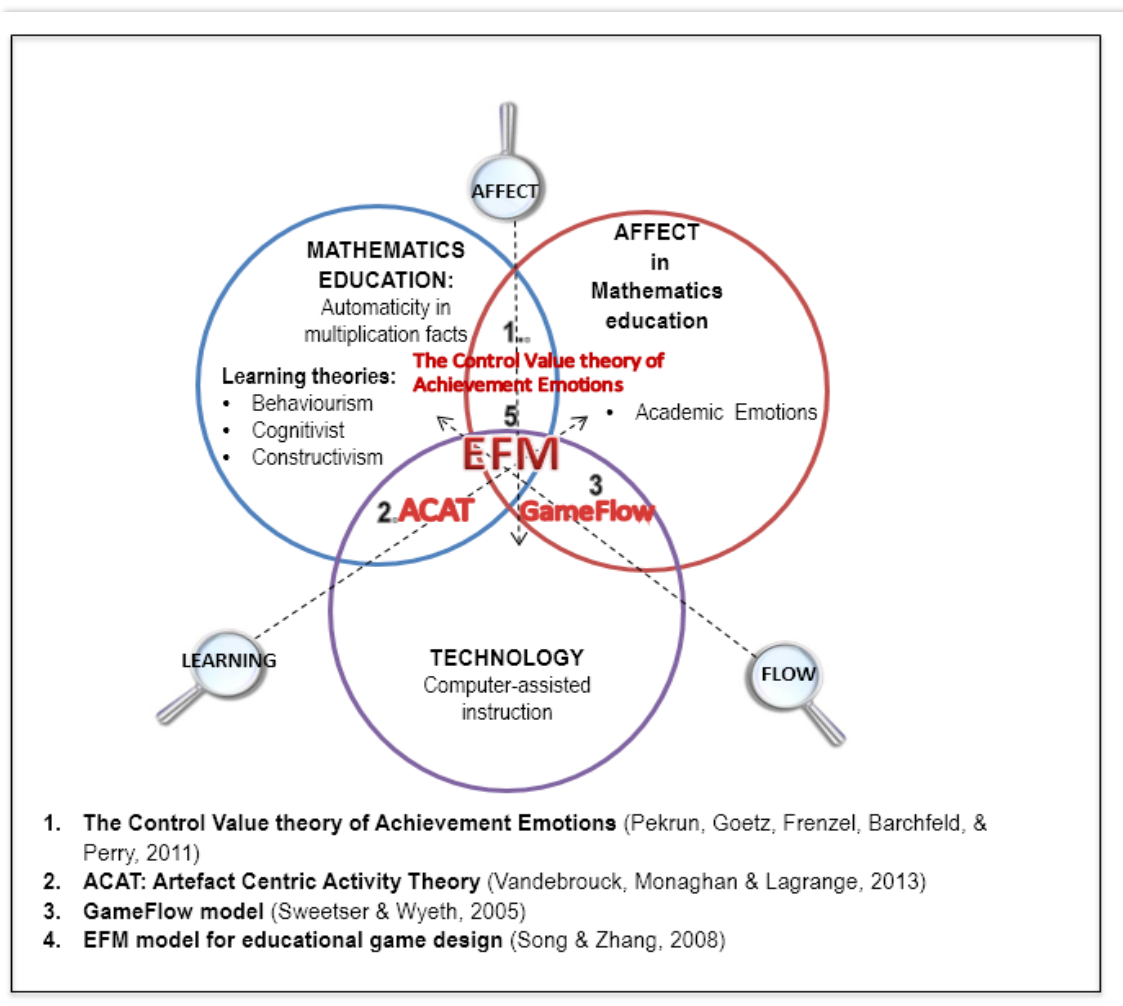 AFFECT
MATHEMATICS
EDUCATION:
Automaticity in
multiplication facts
AFFECT
in
Mathematics
education
1...
The Control Value theory of
Achievement Emotions
Learning theories:
• Behaviourism
• Cognitivist
• Constructivism
• Academic Emotions
5
EFM
2.ACAT
3
GameFlow
LEARNING
TECHNOLOGY
Computer-assisted
instruction
FLOW
1. The Control Value theory of Achievement Emotions (Pekrun, Goetz, Frenzel, Barchfeld, &
Perry, 2011)
2. ACAT: Artefact Centric Activity Theory (Vandebrouck, Monaghan & Lagrange, 2013)
3. GameFlow model (Sweetser & Wyeth, 2005)
4. EFM model for educational game design (Song & Zhang, 2008)